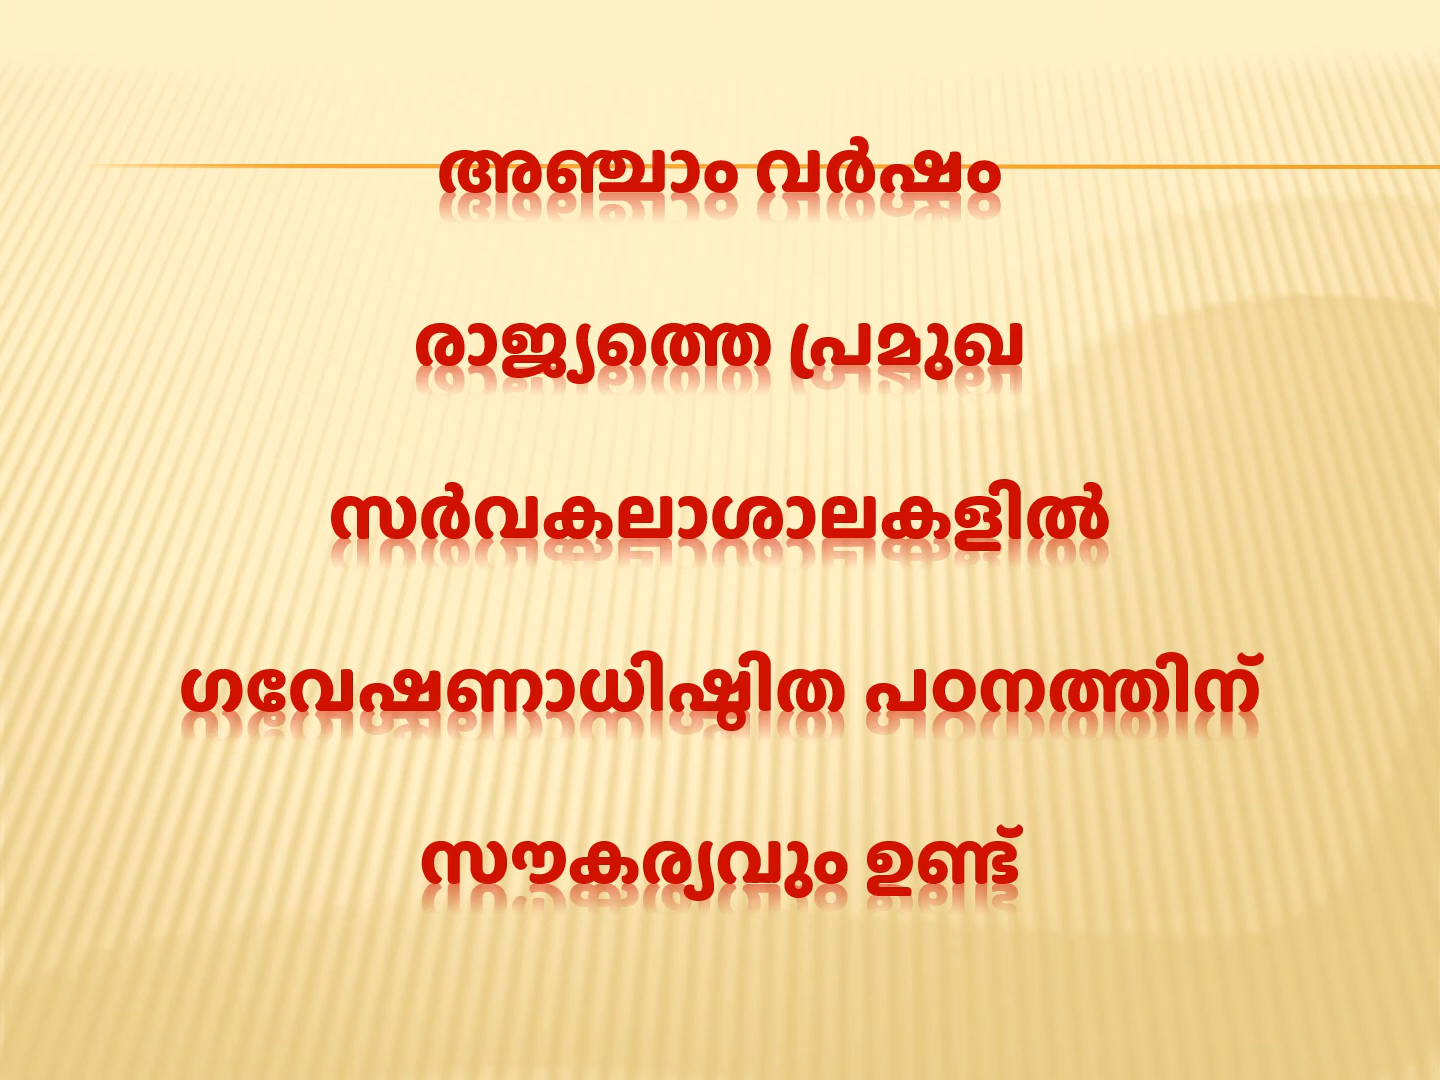 അഞ്ചാം വർഷം
രാജ്യത്തെ പ്രമുഖ
സർവകലാശാലകളിൽ
ഗവേഷണാധിഷ്ഠിത പഠനത്തിന്
സൗകര്യവും ഉണ്ട്